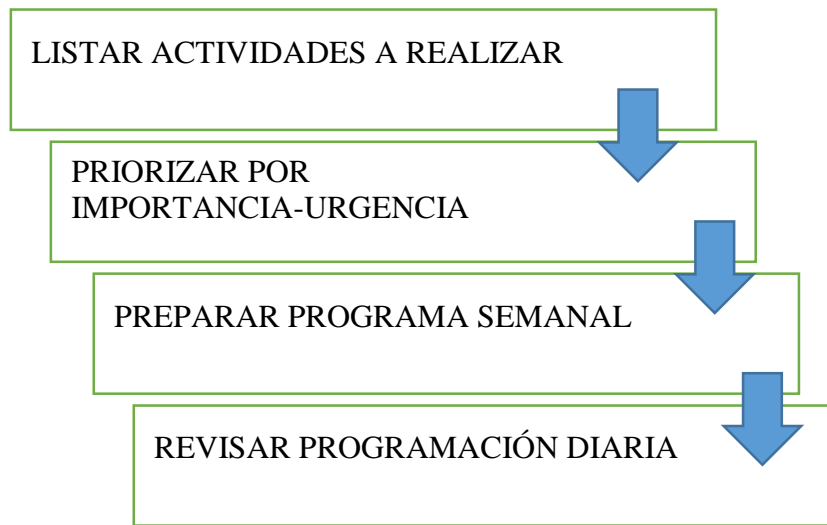 LISTAR ACTIVIDADES A REALIZAR
PRIORIZAR POR
IMPORTANCIA-URGENCIA
PREPARAR PROGRAMA SEMANAL
REVISAR PROGRAMACIÓN DIARIA